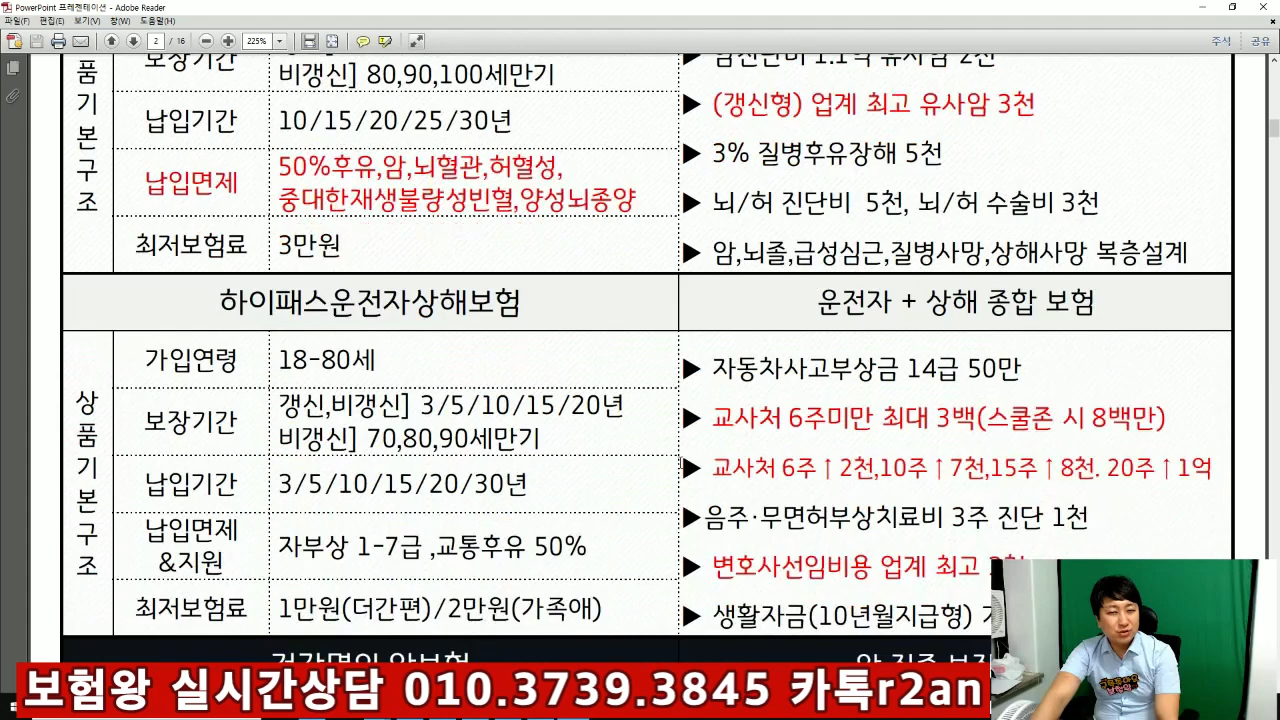 PowerPoint 프레젠테이션 - Adobe Reader
파일(F) 편집(E) 보기(V) 창(W) 도움말(H)
2 / 16 225% 주석 공유
품기본구조
보장기간
비갱신] 80,90,100세만기
납입기간
10/15/20/25/30년
납입면제
50%후유,암,뇌혈관,허혈성,
중대한재생불량성빈혈,양성뇌종양
최저보험료
3만원
암진단비 1.1억 유사암 2천
▶ (갱신형) 업계 최고 유사암 3천
▶ 3% 질병후유장해 5천
▶ 뇌/허 진단비 5천, 뇌/허 수술비 3천
▶ 암,뇌졸,급성심근,질병사망,상해사망 복층설계
하이패스운전자상해보험
운전자 + 상해 종합 보험
상품기본구조
가입연령
18-80세
보장기간
갱신,비갱신] 3/5/10/15/20년
비갱신] 70,80,90세만기
납입기간
3/5/10/15/20/30년
납입면제
&지원
자부상 1-7급 ,교통후유 50%
최저보험료
1만원(더간편)/2만원(가족애)
▶ 자동차사고부상금 14급 50만
▶ 교사처 6주미만 최대 3백(스쿨존 시 8백만)
▶ 교사처 6주↑2천,10주↑7천,15주↑8천. 20주↑1억
▶음주·무면허부상치료비 3주 진단 1천
▶ 변호사선임비용 업계 최고
▶ 생활자금(10년월지급형)
보험왕 실시간상담 010.3739.3845 카톡r2an